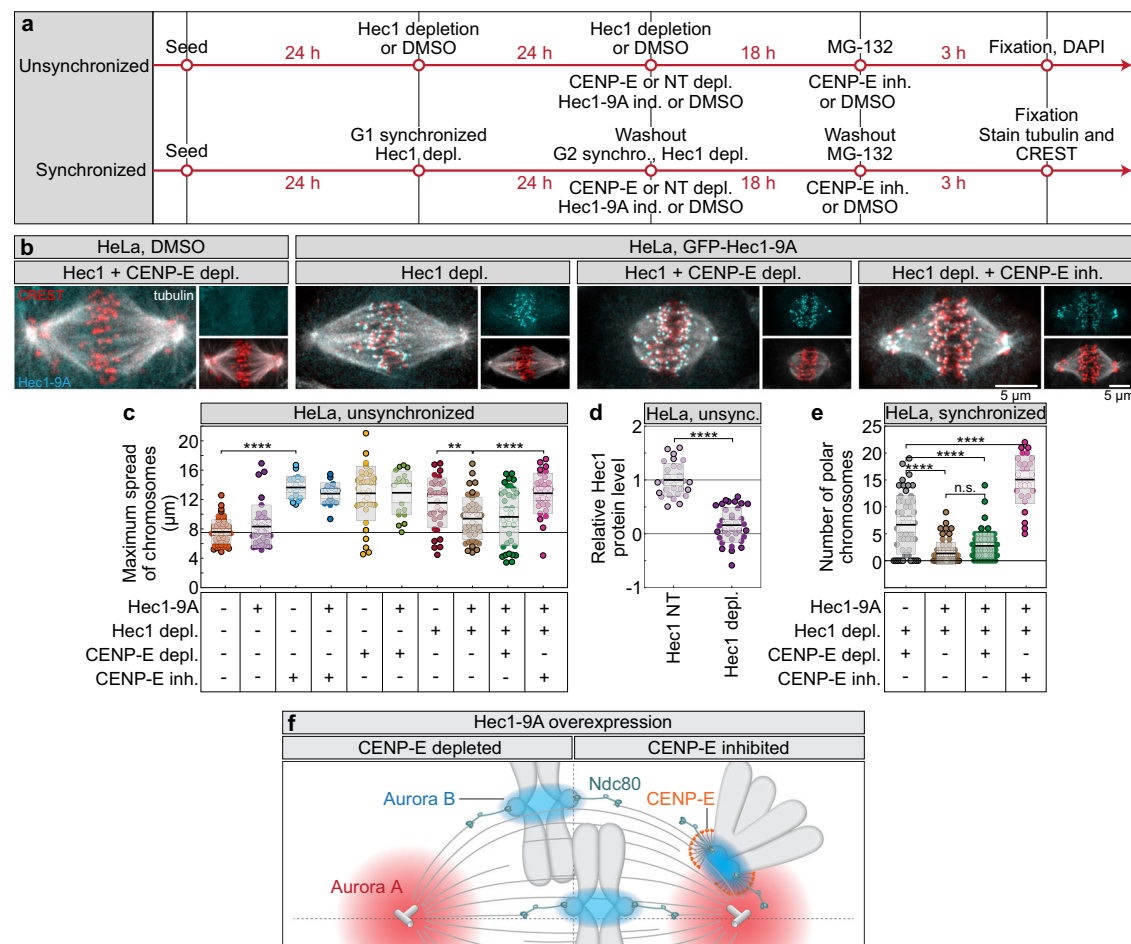 a
Unsynchronized
Seed
24 h
Hec1 depletion
or DMSO
24 h
Hec1 depletion
or DMSO
CENP-E or NT depl.
Hec1-9A ind. or DMSO
18 h
MG-132
CENP-E inh.
or DMSO
3 h
Fixation, DAPI
Synchronized
Seed
24 h
G1 synchronized
Hec1 depl.
24 h
Washout
G2 synchro., Hec1 depl.
CENP-E or NT depl.
Hec1-9A ind. or DMSO
18 h
Washout
MG-132
CENP-E inh.
or DMSO
3 h
Fixation
Stain tubulin and
CREST
b
HeLa, DMSO
HeLa, GFP-Hec1-9A
Hec1 + CENP-E depl.
Hec1 depl.
Hec1 + CENP-E depl.
Hec1 depl. + CENP-E inh.
CREST
tubulin
Hec1-9A
5 µm
5 µm
c
HeLa, unsynchronized
Maximum spread
of chromosomes
(µm)
20
16
12
8
4
0
****
**
****
Hec1-9A - + - + - + - + + +
Hec1 depl. - - - - - - + + + +
CENP-E depl. - - - - + + - - + -
CENP-E inh. - - + + - - - - - +
d
HeLa, unsync.
Relative Hec1
protein level
2
1
0
-1
****
Hec1 NT
Hec1 depl.
e
HeLa, synchronized
Number of polar
chromosomes
25
20
15
10
5
0
****
****
****
n.s.
Hec1-9A - + + +
Hec1 depl. + + + +
CENP-E depl. + - + -
CENP-E inh. - - - +
f
Hec1-9A overexpression
CENP-E depleted
CENP-E inhibited
Aurora B
Ndc80
CENP-E
Aurora A